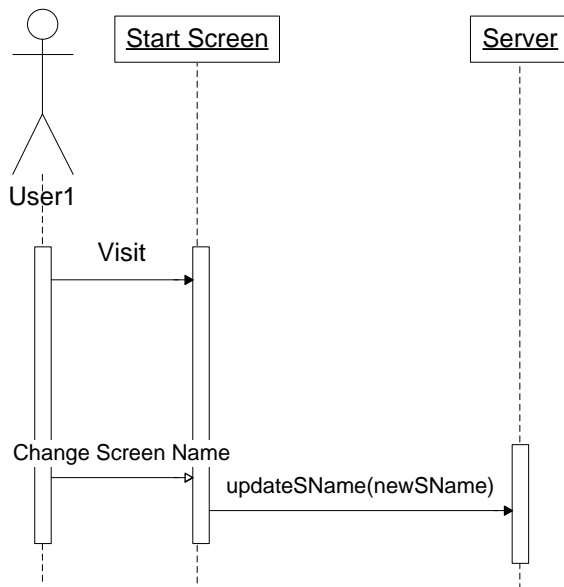 Start Screen
Server
User1
Visit
Change Screen Name
updateSName(newSName)